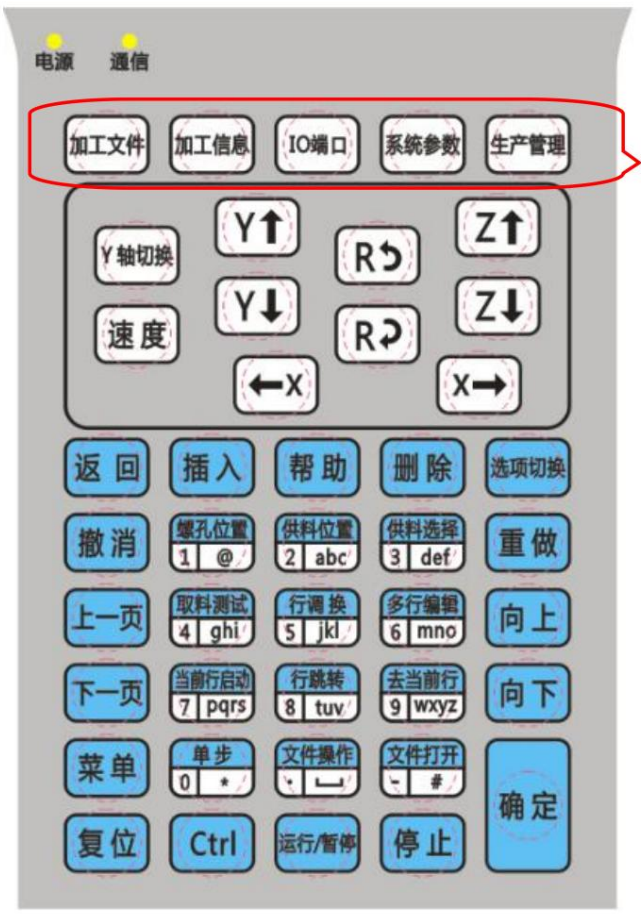 电源 通信
加工文件 加工信息 IO端口 系统参数 生产管理
Y轴切换 Y↑ R↶ Z↑
速度 Y↓ R↷ Z↓
←X X→
返回 插入 帮助 删除 选项切换
撤消 螺孔位置 供料位置 供料选择 重做
1 @ 2 abc 3 def
上一页 取料测试 行调换 多行编辑 向上
4 ghi 5 jkl 6 mno
下一页 当前行启动 行跳转 去当前行 向下
7 pqrs 8 tuv 9 wxyz
菜单 单步 文件操作 文件打开
0 * · ␣ - #
确定
复位 Ctrl 运行/暂停 停止